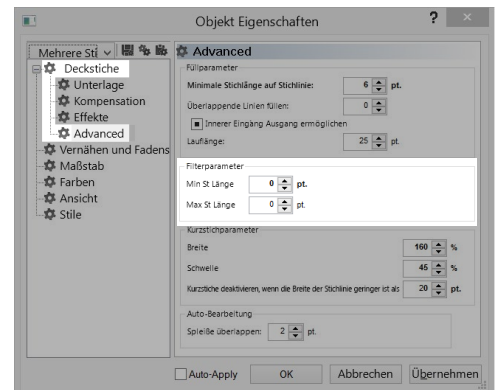 Objekt Eigenschaften ? ×
Mehrere Sti
Deckstiche
Unterlage
Kompensation
Effekte
Advanced
Vernähen und Fadens
Maßstab
Farben
Ansicht
Stile
Advanced
Füllparameter
Minimale Stichlänge auf Stichlinie: 6 pt.
Überlappende Linien füllen: 0
Innerer Eingang Ausgang ermöglichen
Lauflänge: 25 pt.
Filterparameter
Min St Länge 0 pt.
Max St Länge 0 pt.
Kurzstichparameter
Breite 160 %
Schwelle 45 %
Kurzstiche deaktivieren, wenn die Breite der Stichlinie geringer ist als 20 pt.
Auto-Bearbeitung
Spleiße überlappen: 2 pt.
Auto-Apply OK Abbrechen Übernehmen